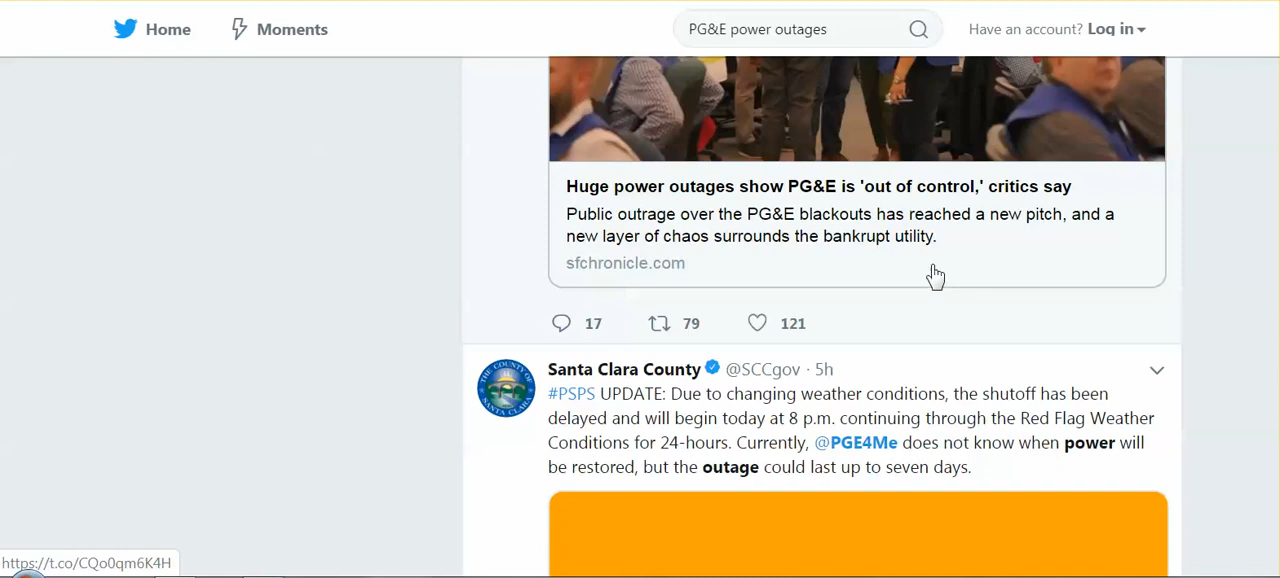 Home Moments PG&E power outages Have an account? Log in
Huge power outages show PG&E is 'out of control,' critics say
Public outrage over the PG&E blackouts has reached a new pitch, and a
new layer of chaos surrounds the bankrupt utility.
sfchronicle.com
17 79 121
Santa Clara County @SCCgov · 5h
#PSPS UPDATE: Due to changing weather conditions, the shutoff has been
delayed and will begin today at 8 p.m. continuing through the Red Flag Weather
Conditions for 24-hours. Currently, @PGE4Me does not know when power will
be restored, but the outage could last up to seven days.
THE COUNTY OF SANTA CLARA
https://t.co/CQo0qm6K4H